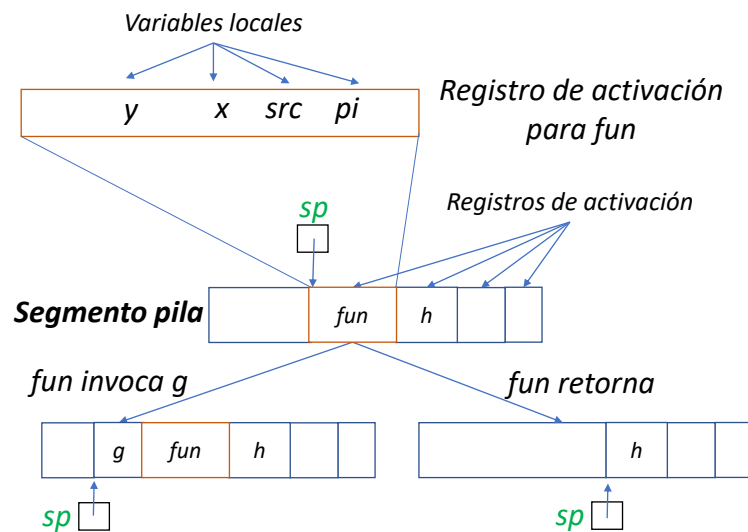 Variables locales
y x src pi
Registro de activación
para fun
sp
Registros de activación
Segmento pila
fun h
fun invoca g
fun retorna
g fun h
h
sp
sp